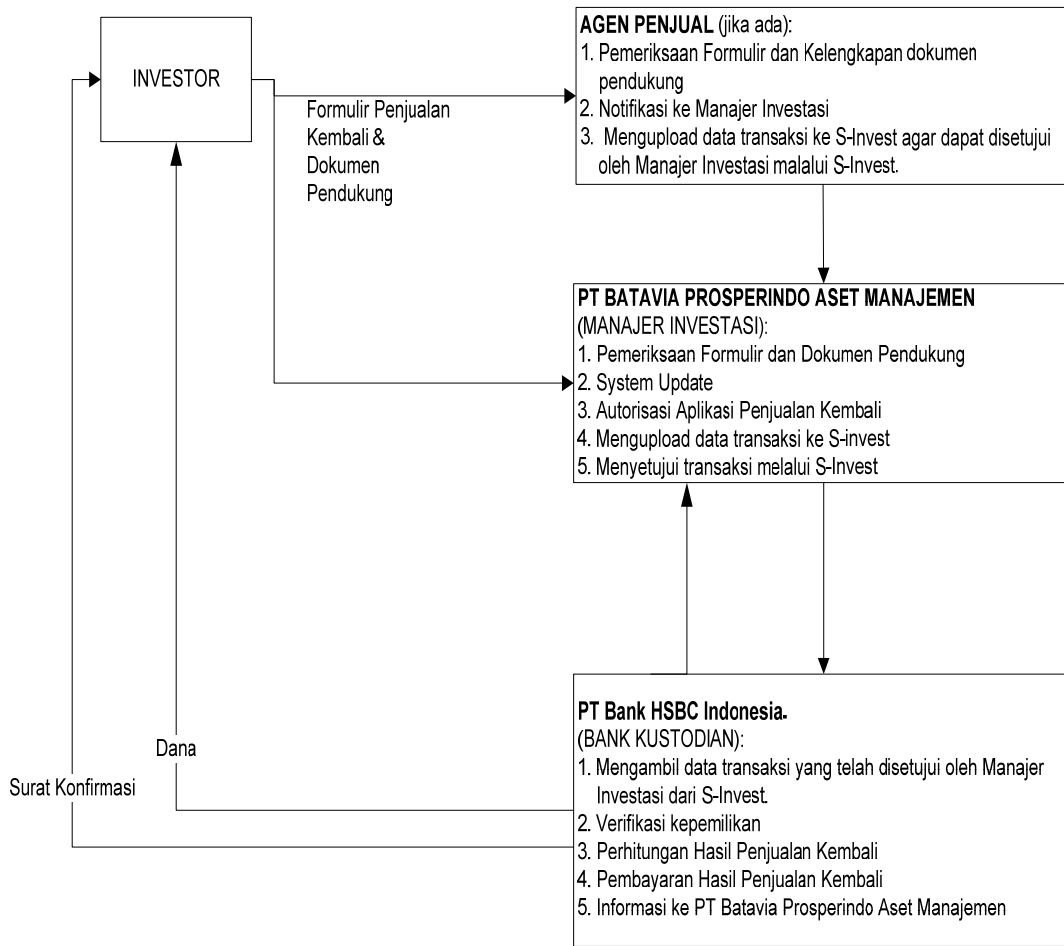 INVESTOR
Formulir Penjualan
Kembali &
Dokumen
Pendukung
AGEN PENJUAL (jika ada):
1. Pemeriksaan Formulir dan Kelengkapan dokumen
pendukung
2. Notifikasi ke Manajer Investasi
3. Mengupload data transaksi ke S-Invest agar dapat disetujui
oleh Manajer Investasi malalui S-Invest.
PT BATAVIA PROSPERINDO ASET MANAJEMEN
(MANAJER INVESTASI):
1. Pemeriksaan Formulir dan Dokumen Pendukung
2. System Update
3. Autorisasi Aplikasi Penjualan Kembali
4. Mengupload data transaksi ke S-invest
5. Menyetujui transaksi melalui S-Invest
Dana
Surat Konfirmasi
PT Bank HSBC Indonesia.
(BANK KUSTODIAN):
1. Mengambil data transaksi yang telah disetujui oleh Manajer
Investasi dari S-Invest.
2. Verifikasi kepemilikan
3. Perhitungan Hasil Penjualan Kembali
4. Pembayaran Hasil Penjualan Kembali
5. Informasi ke PT Batavia Prosperindo Aset Manajemen